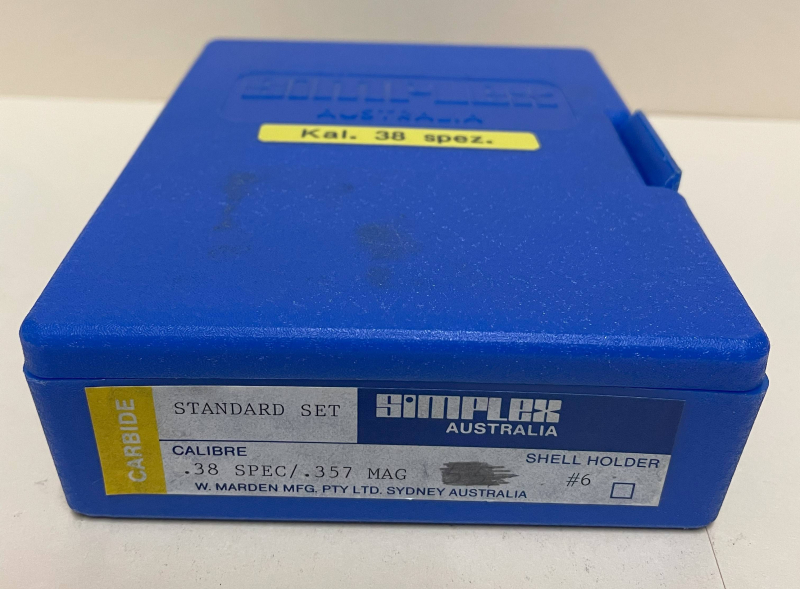 SIMPLEX
AUSTRALIA
Kal. 38 spez.
CARBIDE
STANDARD SET
SIMPLEX
AUSTRALIA
CALIBRE
.38 SPEC/.357 MAG
SHELL HOLDER
#6
W. MARDEN MFG. PTY LTD. SYDNEY AUSTRALIA